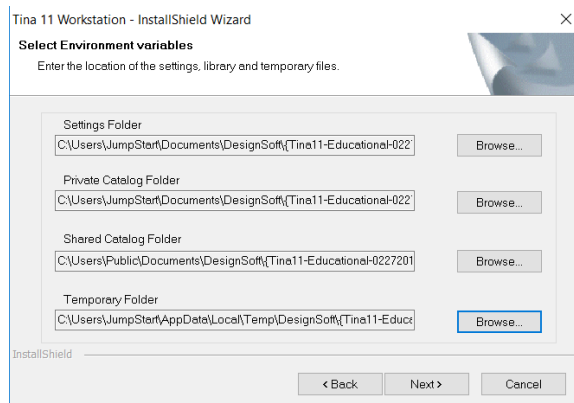 Tina 11 Workstation - InstallShield Wizard
Select Environment variables
Enter the location of the settings, library and temporary files.
Settings Folder
C:\Users\JumpStart\Documents\DesignSoft\{Tina11-Educational-022 Browse...
Private Catalog Folder
C:\Users\JumpStart\Documents\DesignSoft\{Tina11-Educational-022 Browse...
Shared Catalog Folder
C:\Users\Public\Documents\DesignSoft\{Tina11-Educational-0227201 Browse...
Temporary Folder
C:\Users\JumpStart\AppData\Local\Temp\DesignSoft\{Tina11-Educa Browse...
InstallShield
< Back Next > Cancel